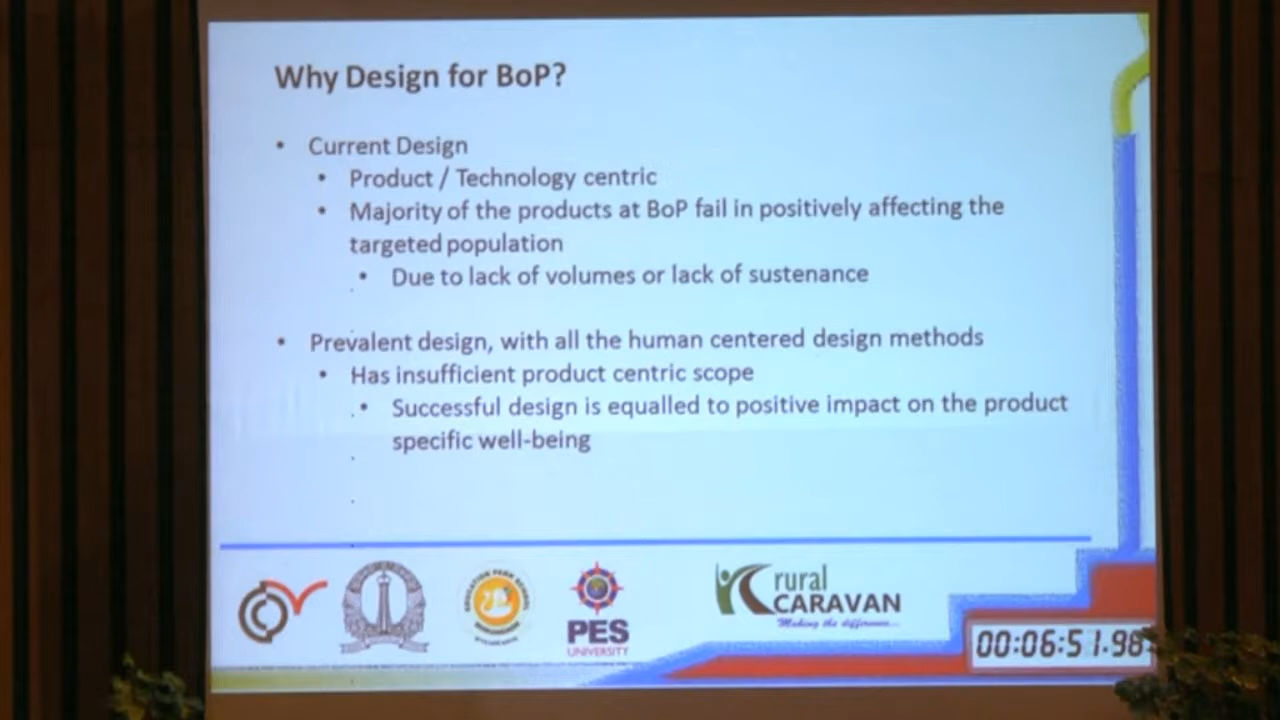 Why Design for BoP?
• Current Design
• Product / Technology centric
• Majority of the products at BoP fail in positively affecting the
targeted population
• Due to lack of volumes or lack of sustenance
• Prevalent design, with all the human centered design methods
• Has insufficient product centric scope
• Successful design is equalled to positive impact on the product
specific well-being
PES
UNIVERSITY
rural
CARAVAN
Making the difference...
00:06:51.98